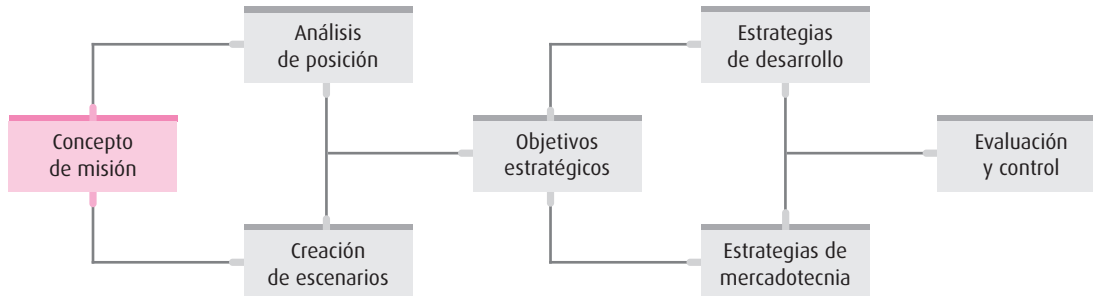 Análisis
de posición
Estrategias
de desarrollo
Concepto
de misión
Objetivos
estratégicos
Evaluación
y control
Creación
de escenarios
Estrategias de
mercadotecnia